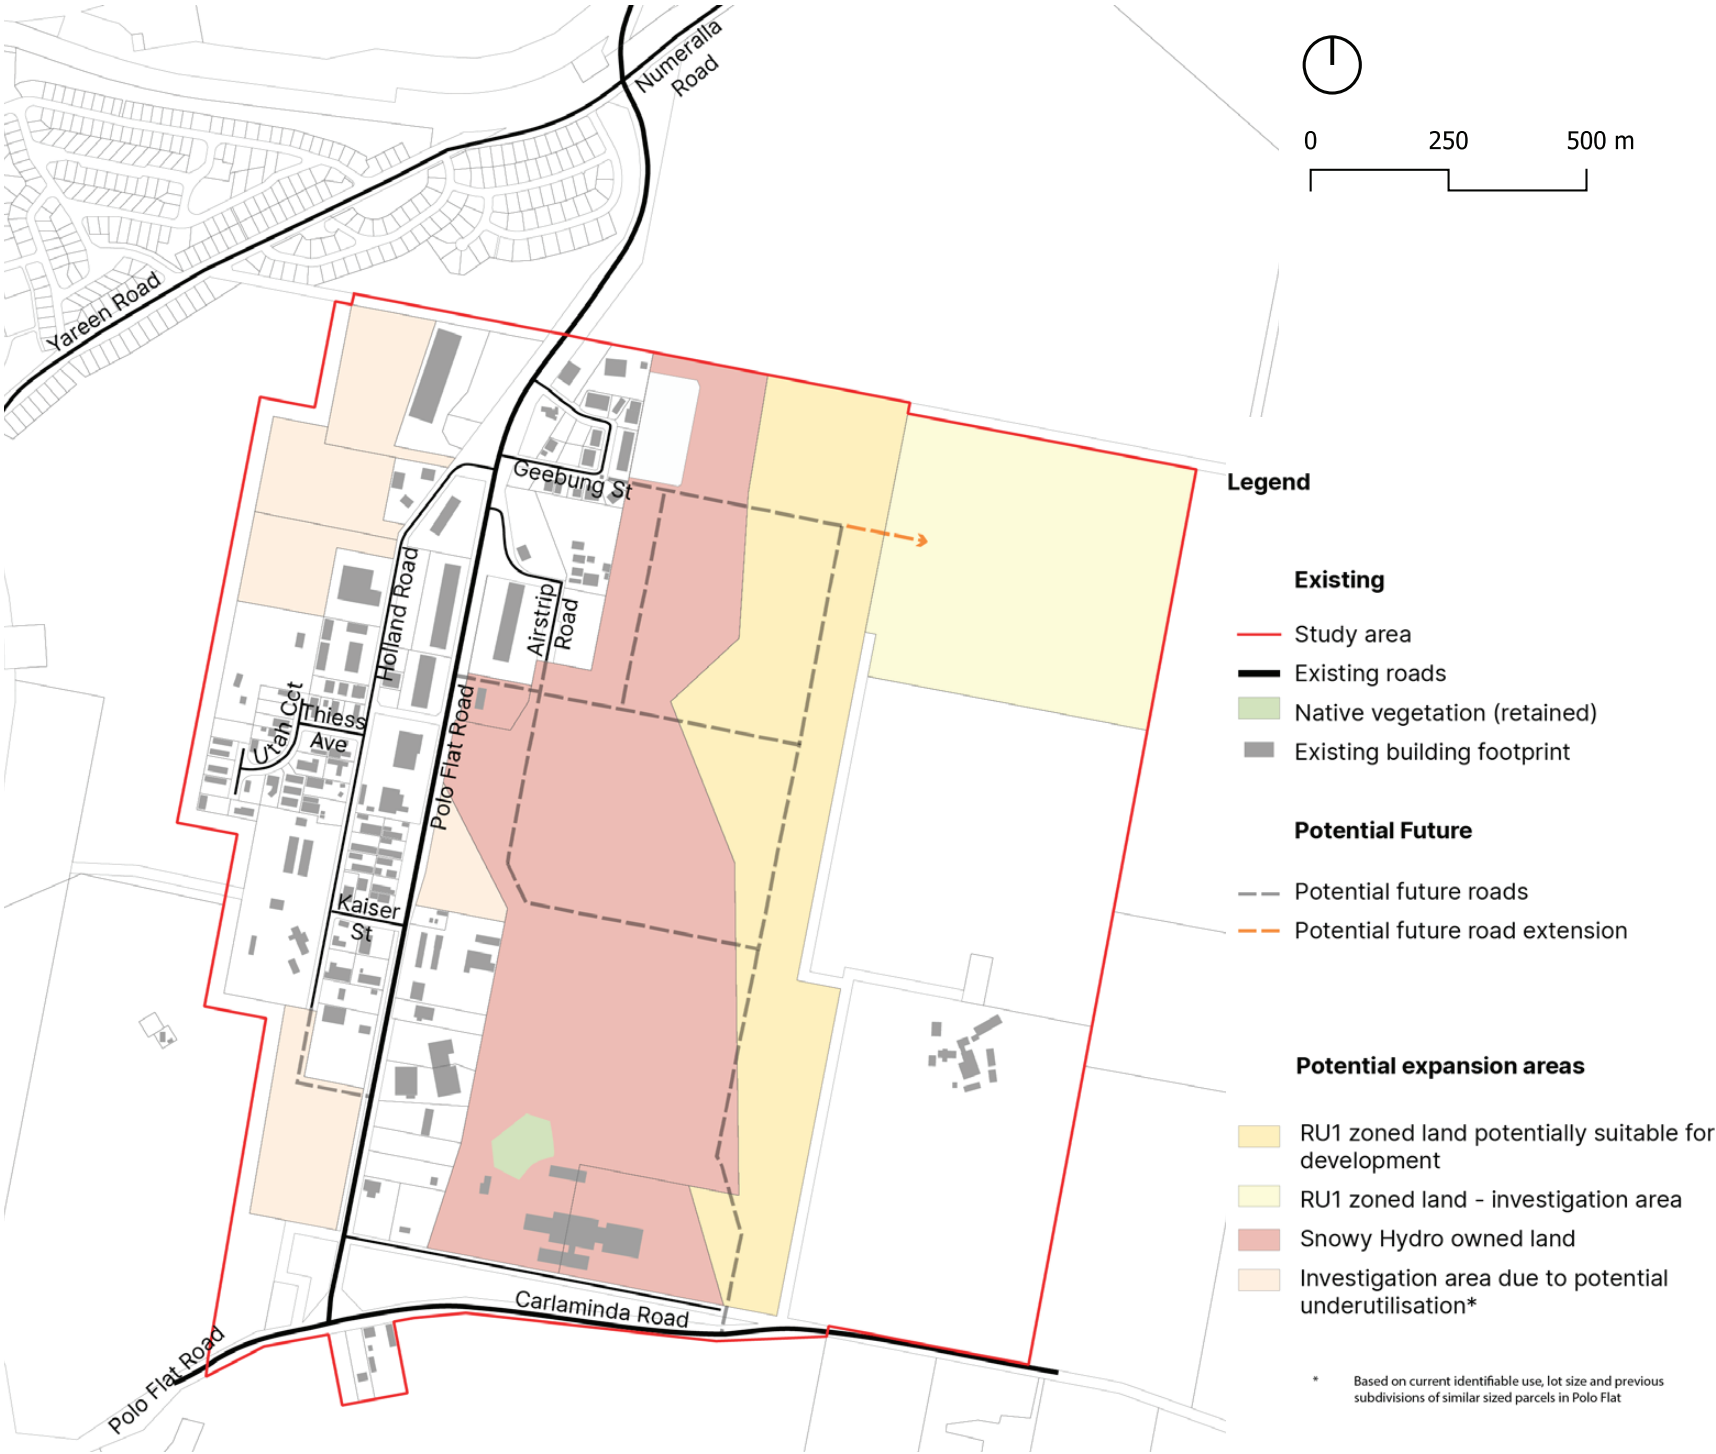 Numeralla
Road
0 250 500 m
Yareen Road
Geebung St
Holland Road
Airstrip
Road
Utah Cct
Thiess
Ave
Polo Flat Road
Kaiser
St
Carlaminda Road
Polo Flat Road
Legend
Existing
Study area
Existing roads
Native vegetation (retained)
Existing building footprint
Potential Future
Potential future roads
Potential future road extension
Potential expansion areas
RU1 zoned land potentially suitable for
development
RU1 zoned land - investigation area
Snowy Hydro owned land
Investigation area due to potential
underutilisation*
* Based on current identifiable use, lot size and previous
subdivisions of similar sized parcels in Polo Flat